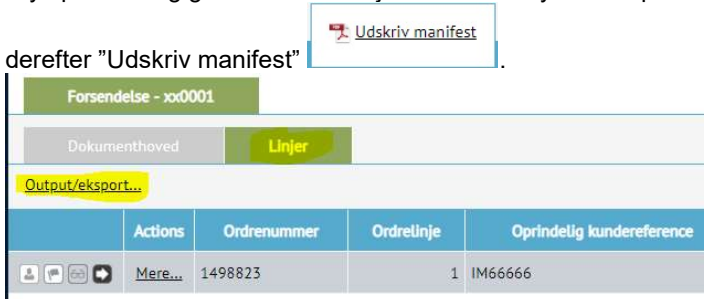 Udskriv manifest
derefter ”Udskriv manifest” .
Forsendelse - xx0001
Dokumenthoved Linjer
Output/eksport...
Actions Ordrenummer Ordrelinje Oprindelig kundereference
Mere... 1498823 1 IM66666